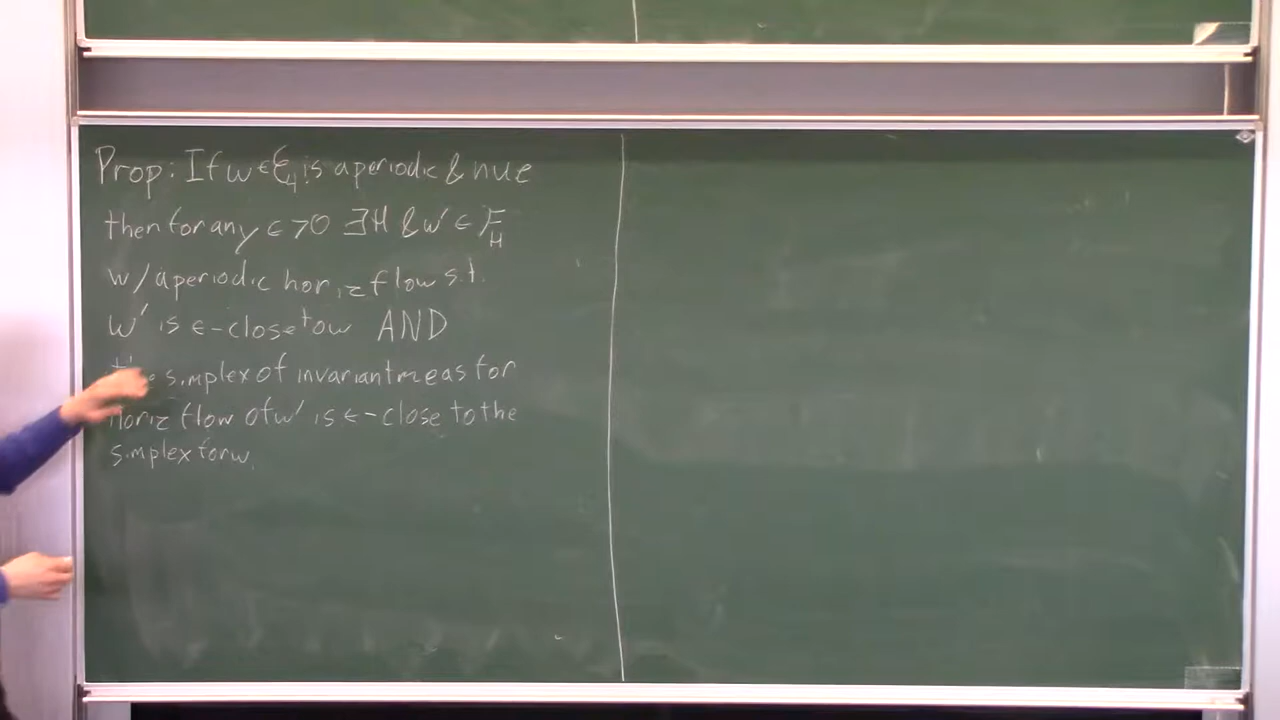 Prop: If w ∈ E₄ is aperiodic & nue
then for any ε > 0 ∃ H & w' ∈ F_H
w/ aperiodic horiz flow s.t.
w' is ε-close to w AND
the simplex of invariant meas for
horiz flow of w' is ε-close to the
simplex for w.